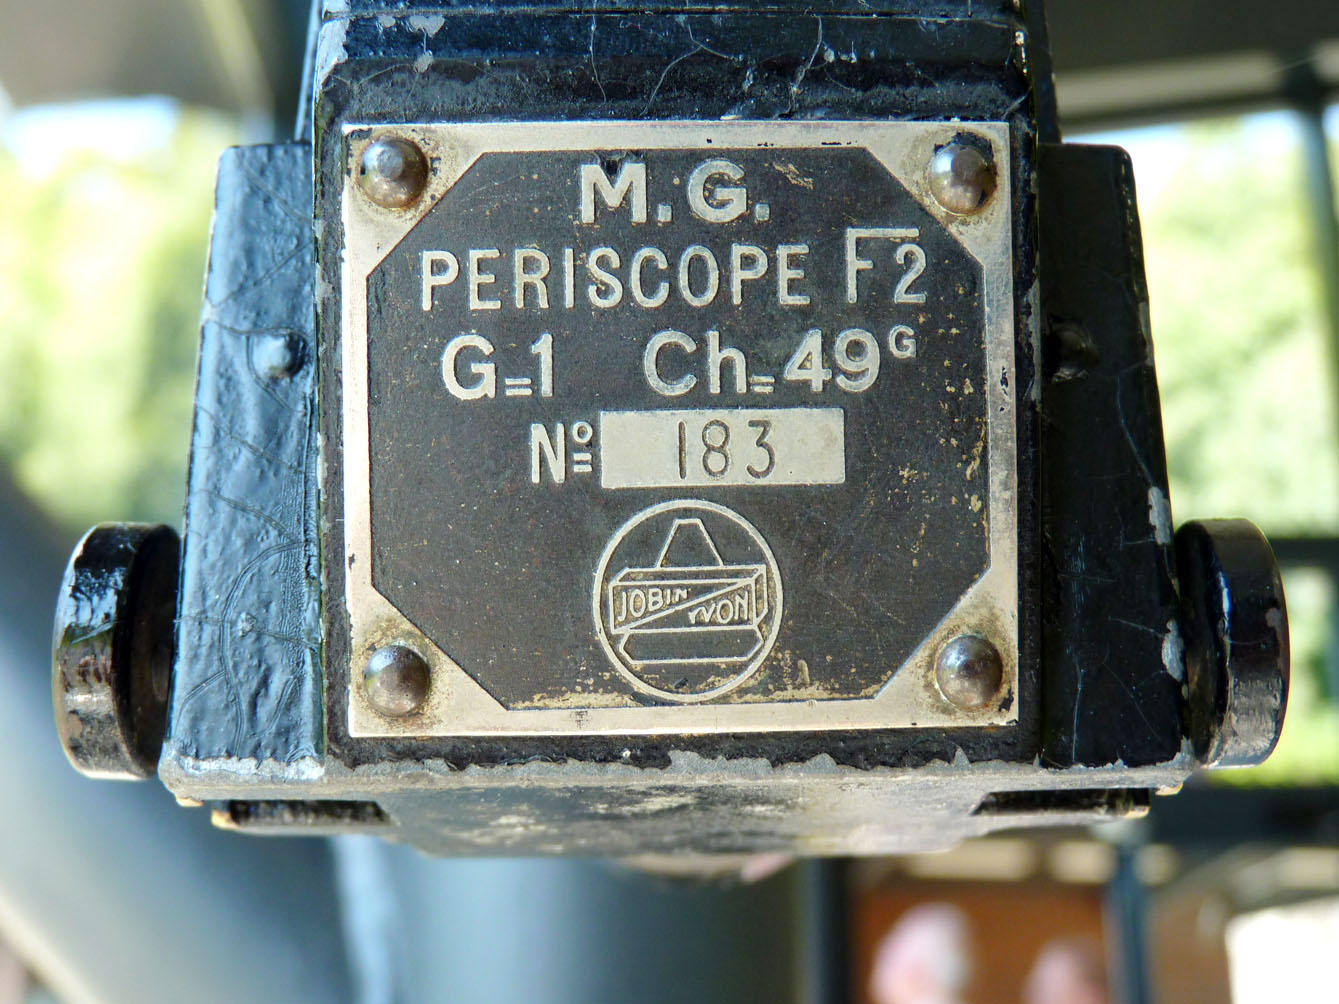 M.G.
PERISCOPE F2
G=1 Ch=49G
Nº 183
JOBIN
YVON